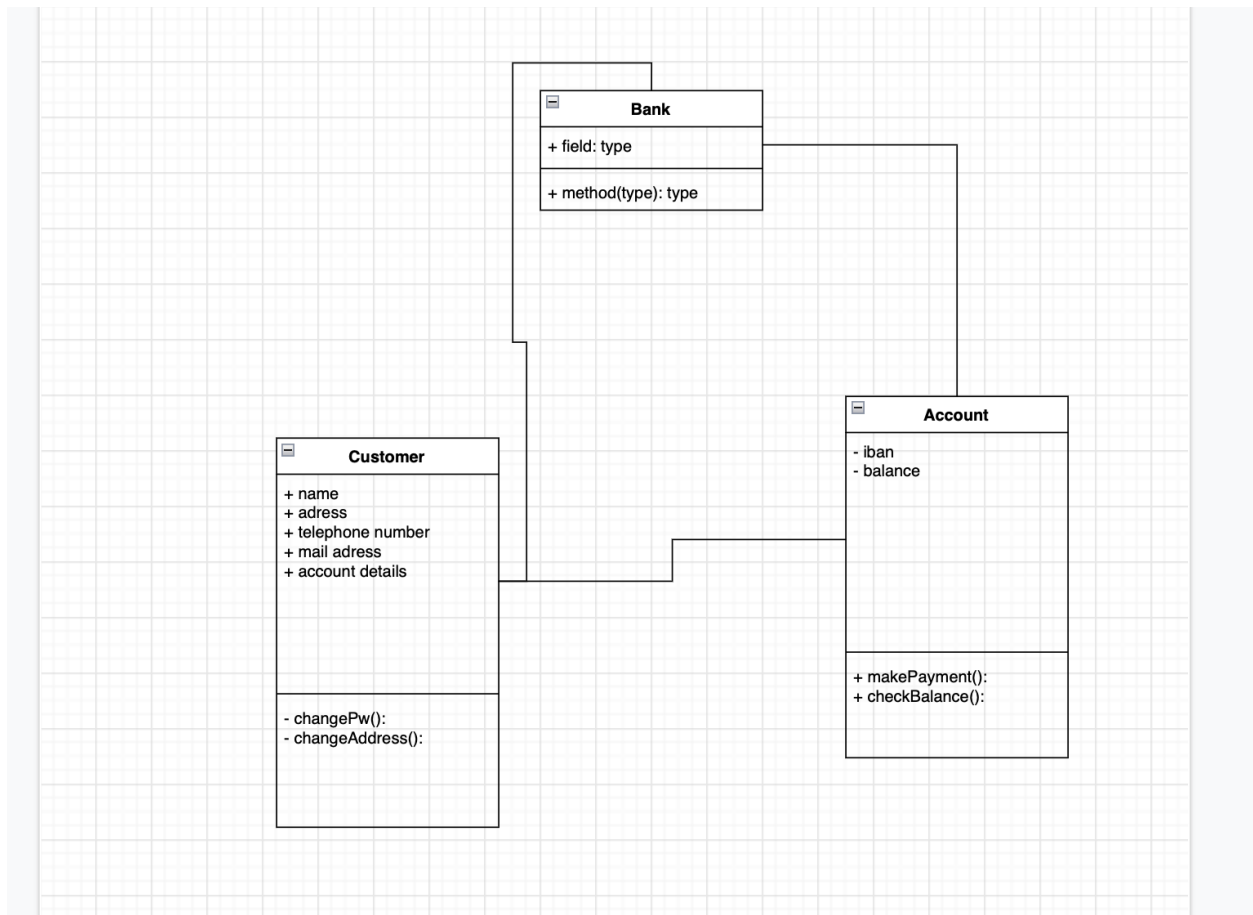 Bank
+ field: type
+ method(type): type
Customer
+ name
+ adress
+ telephone number
+ mail adress
+ account details
- changePw():
- changeAddress():
Account
- iban
- balance
+ makePayment():
+ checkBalance():